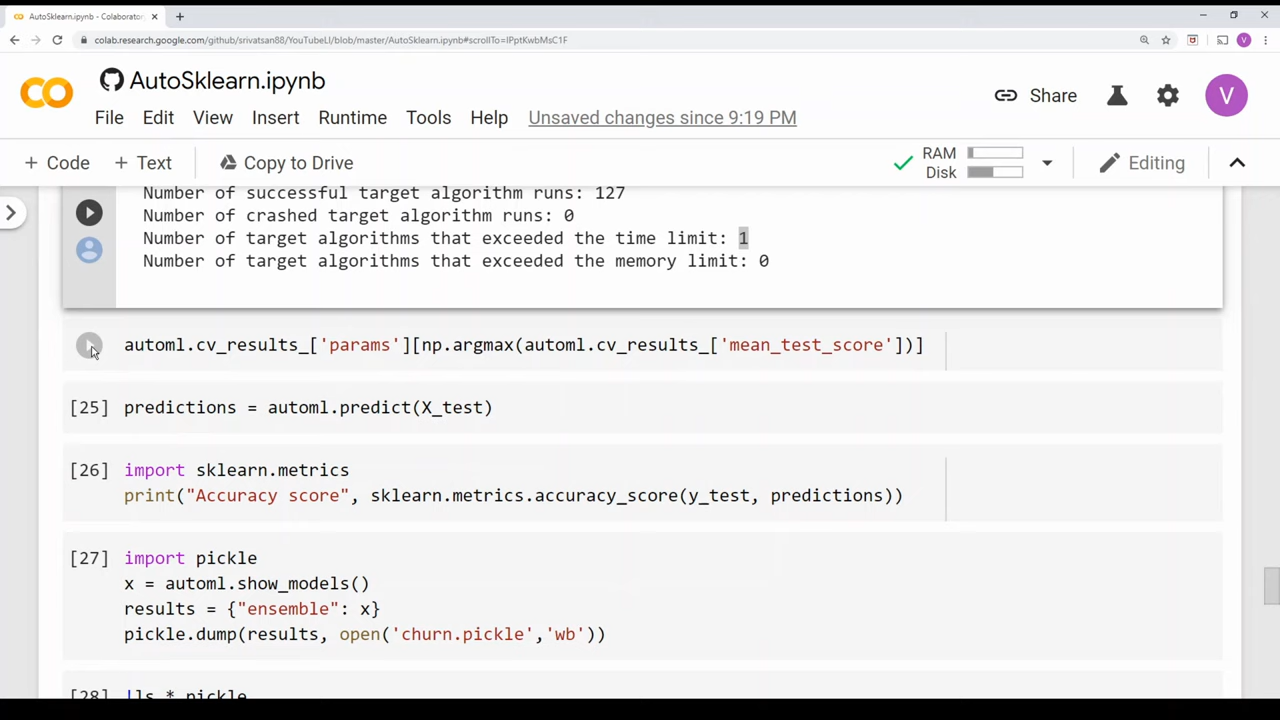 AutoSklearn.ipynb - Colaborator
colab.research.google.com/github/srivatsan88/YouTubeLI/blob/master/AutoSklearn.ipynb#scrollTo=IPptKwbMsC1F
V
AutoSklearn.ipynb
Share
V
File Edit View Insert Runtime Tools Help Unsaved changes since 9:19 PM
+ Code + Text Copy to Drive
RAM
Disk
Editing
Number of successful target algorithm runs: 127
Number of crashed target algorithm runs: 0
Number of target algorithms that exceeded the time limit: 1
Number of target algorithms that exceeded the memory limit: 0
automl.cv_results_['params'][np.argmax(automl.cv_results_['mean_test_score'])]
[25] predictions = automl.predict(X_test)
[26] import sklearn.metrics
print("Accuracy score", sklearn.metrics.accuracy_score(y_test, predictions))
[27] import pickle
x = automl.show_models()
results = {"ensemble": x}
pickle.dump(results, open('churn.pickle','wb'))
[28] !ls *.pickle